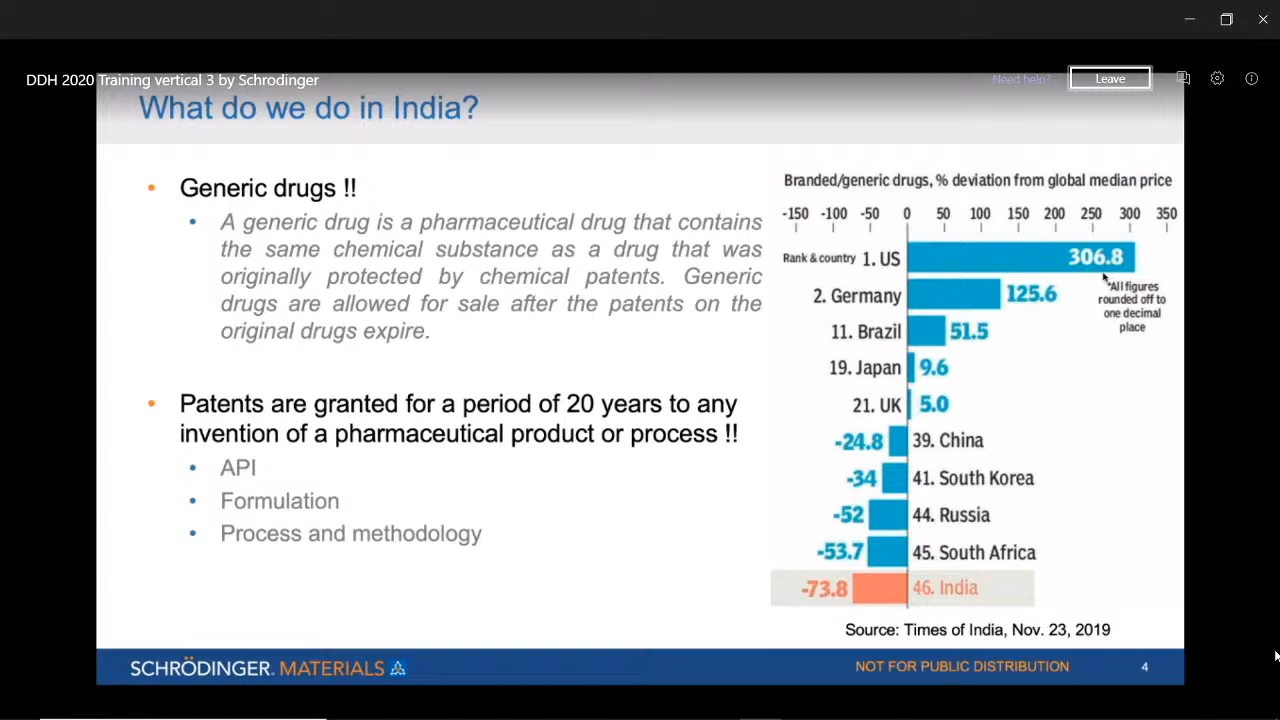 DDH 2020 Training vertical 3 by Schrodinger
Need help?
Leave
What do we do in India?
• Generic drugs !!
• A generic drug is a pharmaceutical drug that contains
the same chemical substance as a drug that was
originally protected by chemical patents. Generic
drugs are allowed for sale after the patents on the
original drugs expire.
• Patents are granted for a period of 20 years to any
invention of a pharmaceutical product or process !!
• API
• Formulation
• Process and methodology
Branded/generic drugs, % deviation from global median price
-150 -100 -50 0 50 100 150 200 250 300 350
Rank & country 1. US 306.8
*All figures
rounded off to
one decimal
place
2. Germany 125.6
11. Brazil 51.5
19. Japan 9.6
21. UK 5.0
-24.8 39. China
-34 41. South Korea
-52 44. Russia
-53.7 45. South Africa
-73.8 46. India
Source: Times of India, Nov. 23, 2019
SCHRÖDINGER. MATERIALS
NOT FOR PUBLIC DISTRIBUTION
4